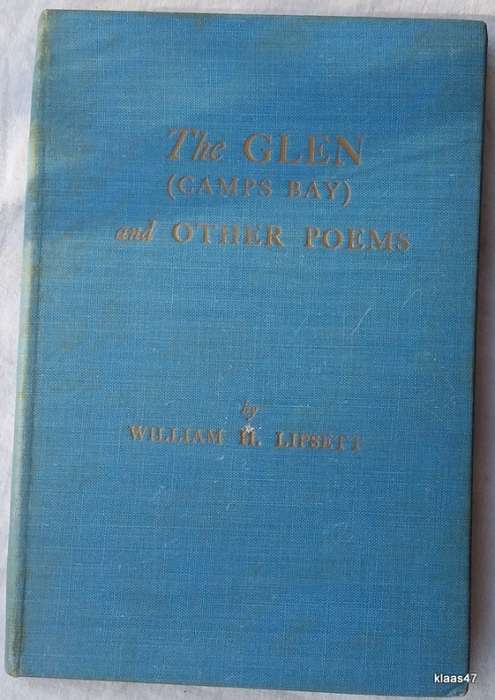 The GLEN
(CAMPS BAY)
and OTHER POEMS
by
WILLIAM H. LIPSETT
klaas47